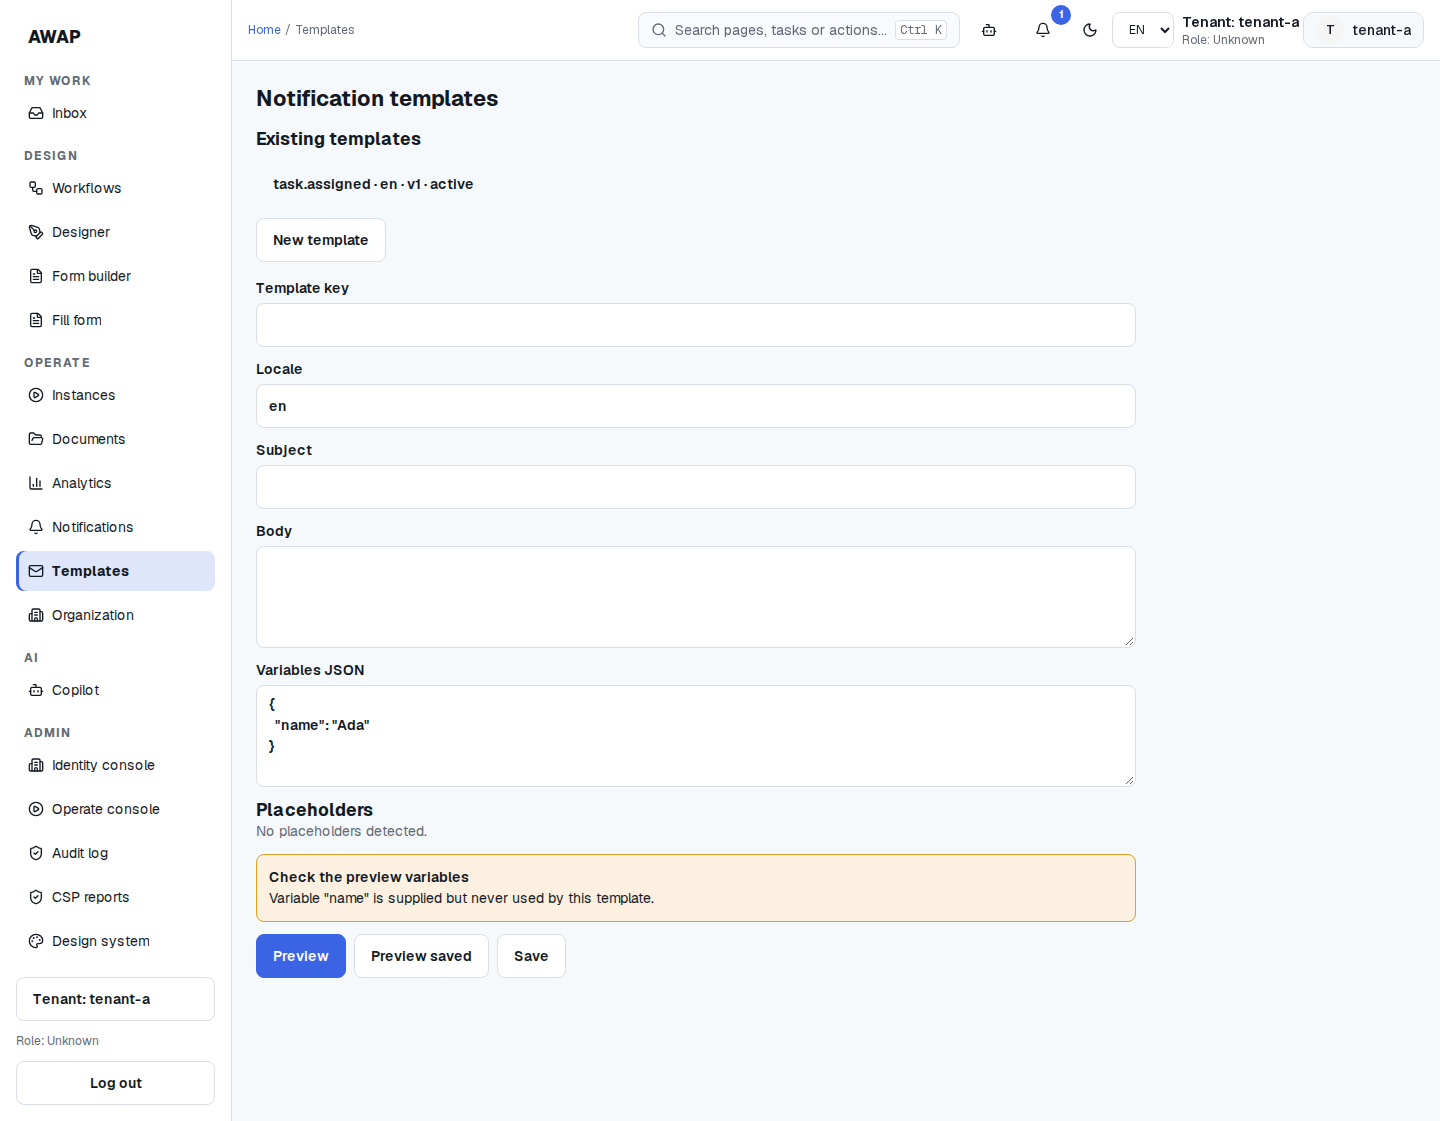 AWAP
MY WORK
Inbox
DESIGN
Workflows
Designer
Form builder
Fill form
OPERATE
Instances
Documents
Analytics
Notifications
Templates
Organization
AI
Copilot
ADMIN
Identity console
Operate console
Audit log
CSP reports
Design system
Tenant: tenant-a
Role: Unknown
Log out
Home / Templates
Search pages, tasks or actions... Ctrl K
1
EN
Tenant: tenant-a
Role: Unknown
T tenant-a
Notification templates
Existing templates
task.assigned · en · v1 · active
New template
Template key
Locale
en
Subject
Body
Variables JSON
{
"name": "Ada"
}
Placeholders
No placeholders detected.
Check the preview variables
Variable "name" is supplied but never used by this template.
Preview Preview saved Save